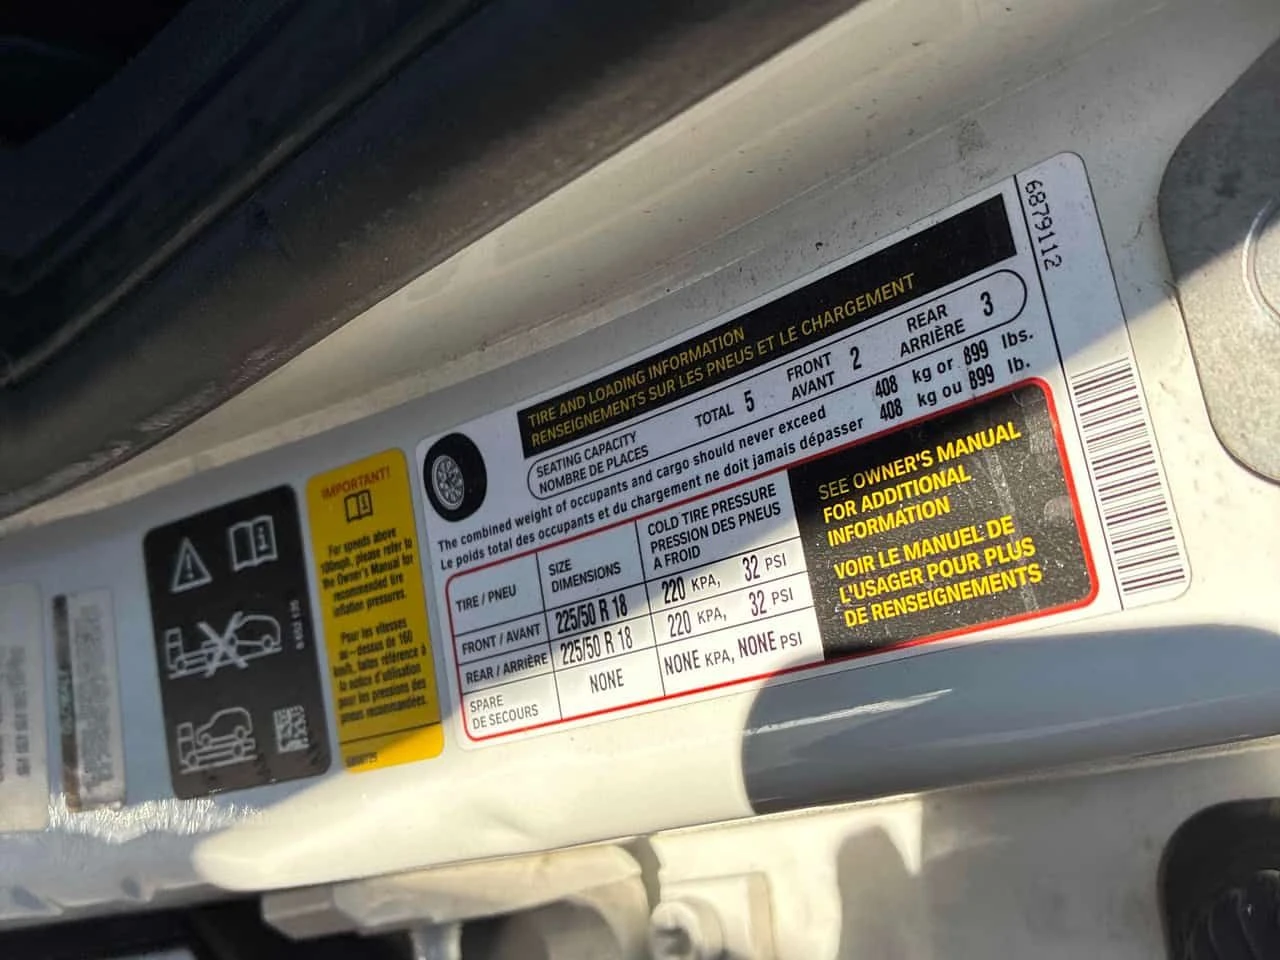 IMPORTANT!
For speeds above
100mph, please refer to
the Owner's Manual for
recommended tire
inflation pressures.
Pour les vitesses
au-dessus de 160
km/h, faites référence à
la notice d'utilisation
pour les pressions des
pneus recommandées.
TIRE AND LOADING INFORMATION
RENSEIGNEMENTS SUR LES PNEUS ET LE CHARGEMENT
SEATING CAPACITY
NOMBRE DE PLACES
TOTAL 5
FRONT
AVANT
2
REAR
ARRIÈRE
3
The combined weight of occupants and cargo should never exceed 408 kg or 899 lbs.
Le poids total des occupants et du chargement ne doit jamais dépasser 408 kg ou 899 lb.
TIRE / PNEU
SIZE
DIMENSIONS
COLD TIRE PRESSURE
PRESSION DES PNEUS
A FROID
FRONT / AVANT 225/50 R 18 220 KPA, 32 PSI
REAR / ARRIÈRE 225/50 R 18 220 KPA, 32 PSI
SPARE
DE SECOURS
NONE NONE KPA, NONE PSI
SEE OWNER'S MANUAL
FOR ADDITIONAL
INFORMATION
VOIR LE MANUEL DE
L'USAGER POUR PLUS
DE RENSEIGNEMENTS
6879112